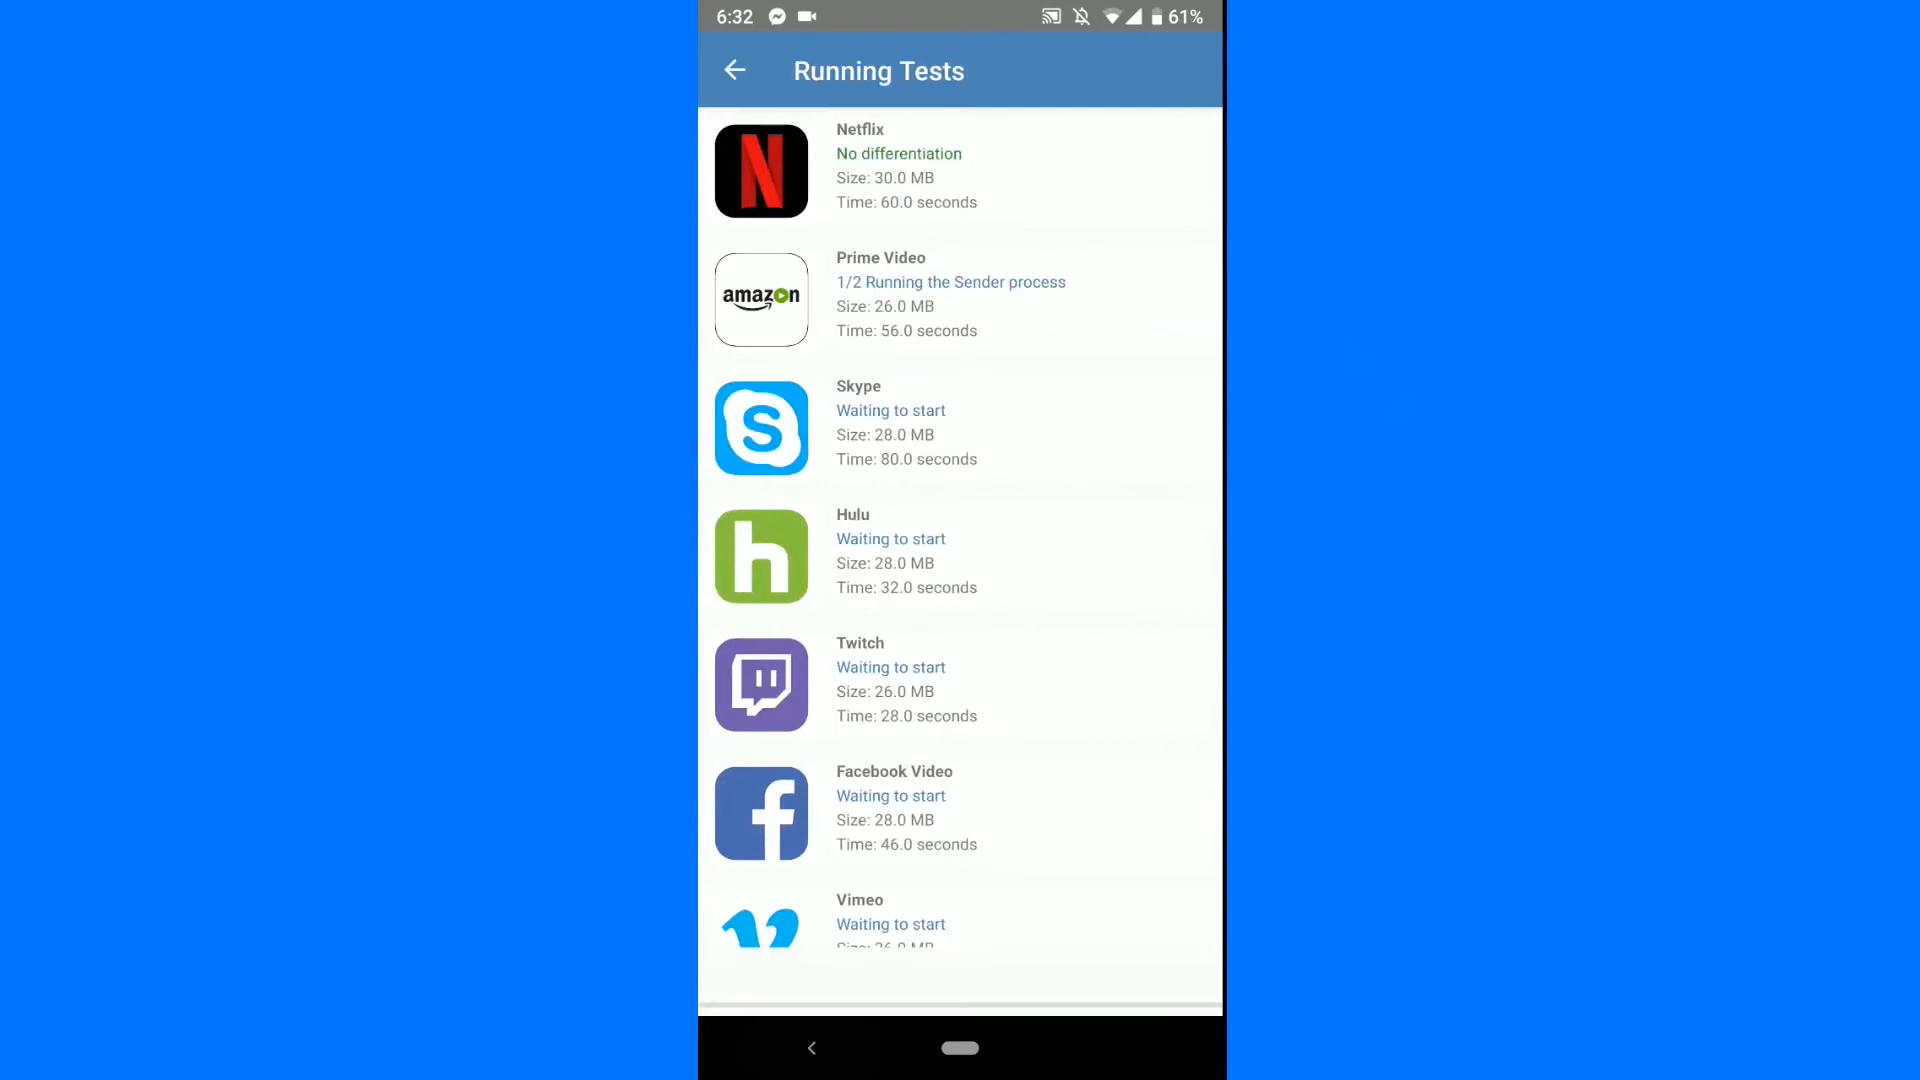 6:32
61%
Running Tests
Netflix
No differentiation
Size: 30.0 MB
Time: 60.0 seconds
amazon
Prime Video
1/2 Running the Sender process
Size: 26.0 MB
Time: 56.0 seconds
Skype
Waiting to start
Size: 28.0 MB
Time: 80.0 seconds
Hulu
Waiting to start
Size: 28.0 MB
Time: 32.0 seconds
Twitch
Waiting to start
Size: 26.0 MB
Time: 28.0 seconds
Facebook Video
Waiting to start
Size: 28.0 MB
Time: 46.0 seconds
Vimeo
Waiting to start